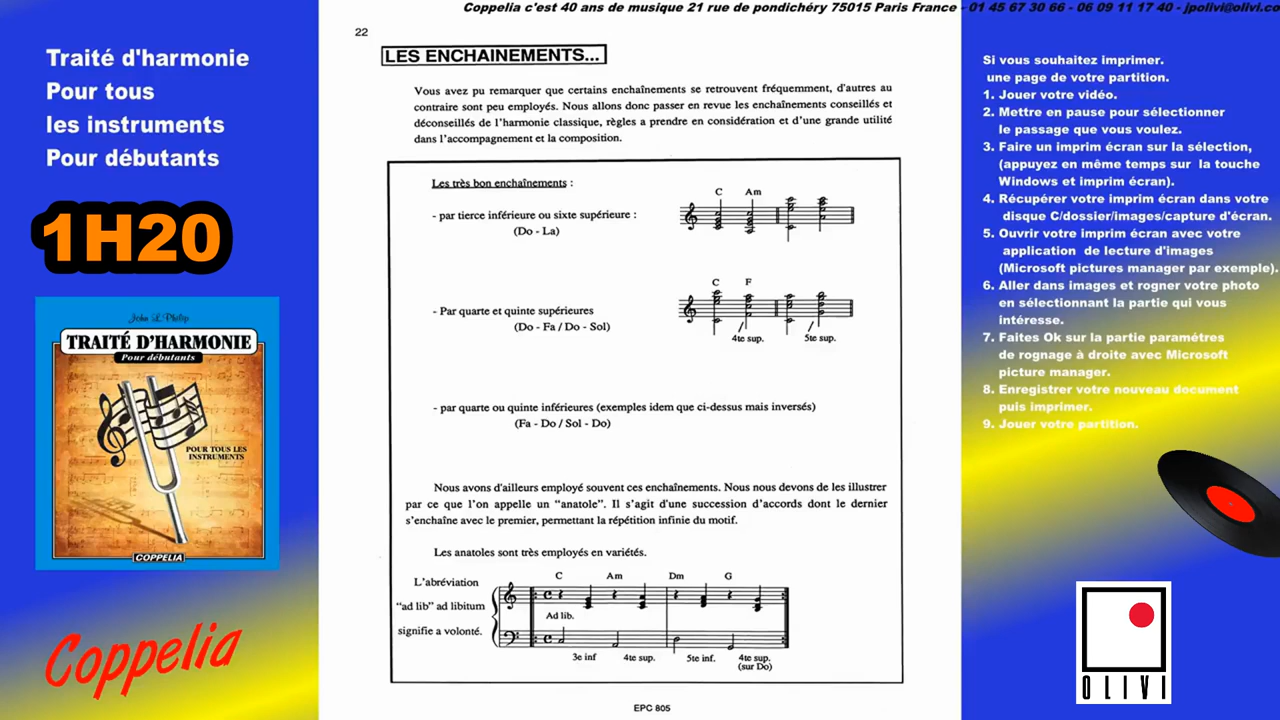 Coppelia c'est 40 ans de musique 21 rue de pondichéry 75015 Paris France - 01 45 67 30 66 - 06 09 11 17 40 - jpolivi@olivi.co
Traité d'harmonie
Pour tous
les instruments
Pour débutants
1H20
John L. Philip
TRAITÉ D'HARMONIE
Pour débutants
POUR TOUS LES
INSTRUMENTS
COPPELIA
Coppelia
22
LES ENCHAINEMENTS...
Vous avez pu remarquer que certains enchaînements se retrouvent fréquemment, d'autres au
contraire sont peu employés. Nous allons donc passer en revue les enchaînements conseillés et
déconseillés de l'harmonie classique, règles a prendre en considération et d'une grande utilité
dans l'accompagnement et la composition.
Les très bon enchaînements :
- par tierce inférieure ou sixte supérieure :
(Do - La)
C Am
- Par quarte et quinte supérieures
(Do - Fa / Do - Sol)
C F
4te sup. 5te sup.
- par quarte ou quinte inférieures (exemples idem que ci-dessus mais inversés)
(Fa - Do / Sol - Do)
Nous avons d'ailleurs employé souvent ces enchaînements. Nous nous devons de les illustrer
par ce que l'on appelle un "anatole". Il s'agit d'une succession d'accords dont le dernier
s'enchaîne avec le premier, permettant la répétition infinie du motif.
Les anatoles sont très employés en variétés.
L'abréviation
"ad lib" ad libitum
signifie a volonté.
C Am Dm G
Ad lib.
3e inf 4te sup. 5te inf. 4te sup.
(sur Do)
EPC 805
Si vous souhaitez imprimer.
une page de votre partition.
1. Jouer votre vidéo.
2. Mettre en pause pour sélectionner
le passage que vous voulez.
3. Faire un imprim écran sur la sélection,
(appuyez en même temps sur la touche
Windows et imprim écran).
4. Récupérer votre imprim écran dans votre
disque C/dossier/images/capture d'écran.
5. Ouvrir votre imprim écran avec votre
application de lecture d'images
(Microsoft pictures manager par exemple).
6. Aller dans images et rogner votre photo
en sélectionnant la partie qui vous
intéresse.
7. Faites Ok sur la partie paramétres
de rognage à droite avec Microsoft
picture manager.
8. Enregistrer votre nouveau document
puis imprimer.
9. Jouer votre partition.
OLIVI